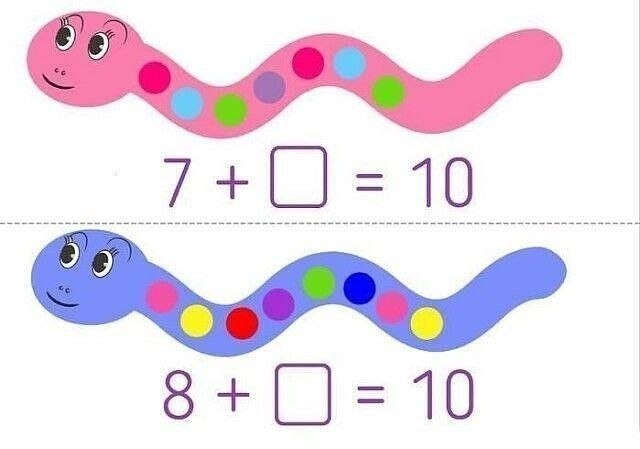 7 + □ = 10
8 + □ = 10